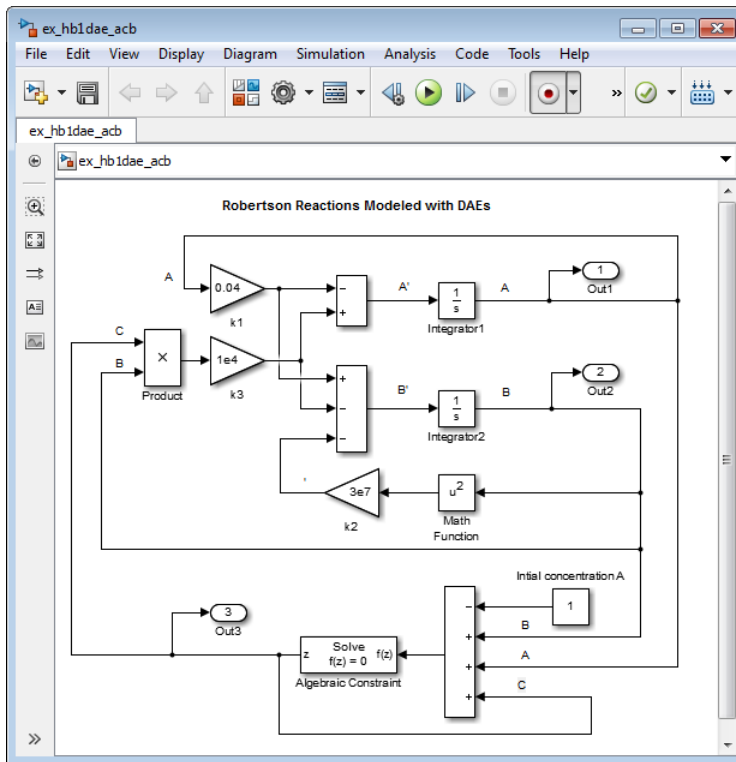 ex_hb1dae_acb
File Edit View Display Diagram Simulation Analysis Code Tools Help
»
ex_hb1dae_acb
ex_hb1dae_acb
Robertson Reactions Modeled with DAEs
A
0.04
k1
−
+
A'
1
s
Integrator1
A
1
Out1
C
B
×
Product
1e4
k3
+
−
−
B'
1
s
Integrator2
B
2
Out2
'
3e7
k2
u²
Math
Function
Intial concentration A
1
3
Out3
z
Solve
f(z) = 0
f(z)
Algebraic Constraint
−
+
+
+
B
A
C
»